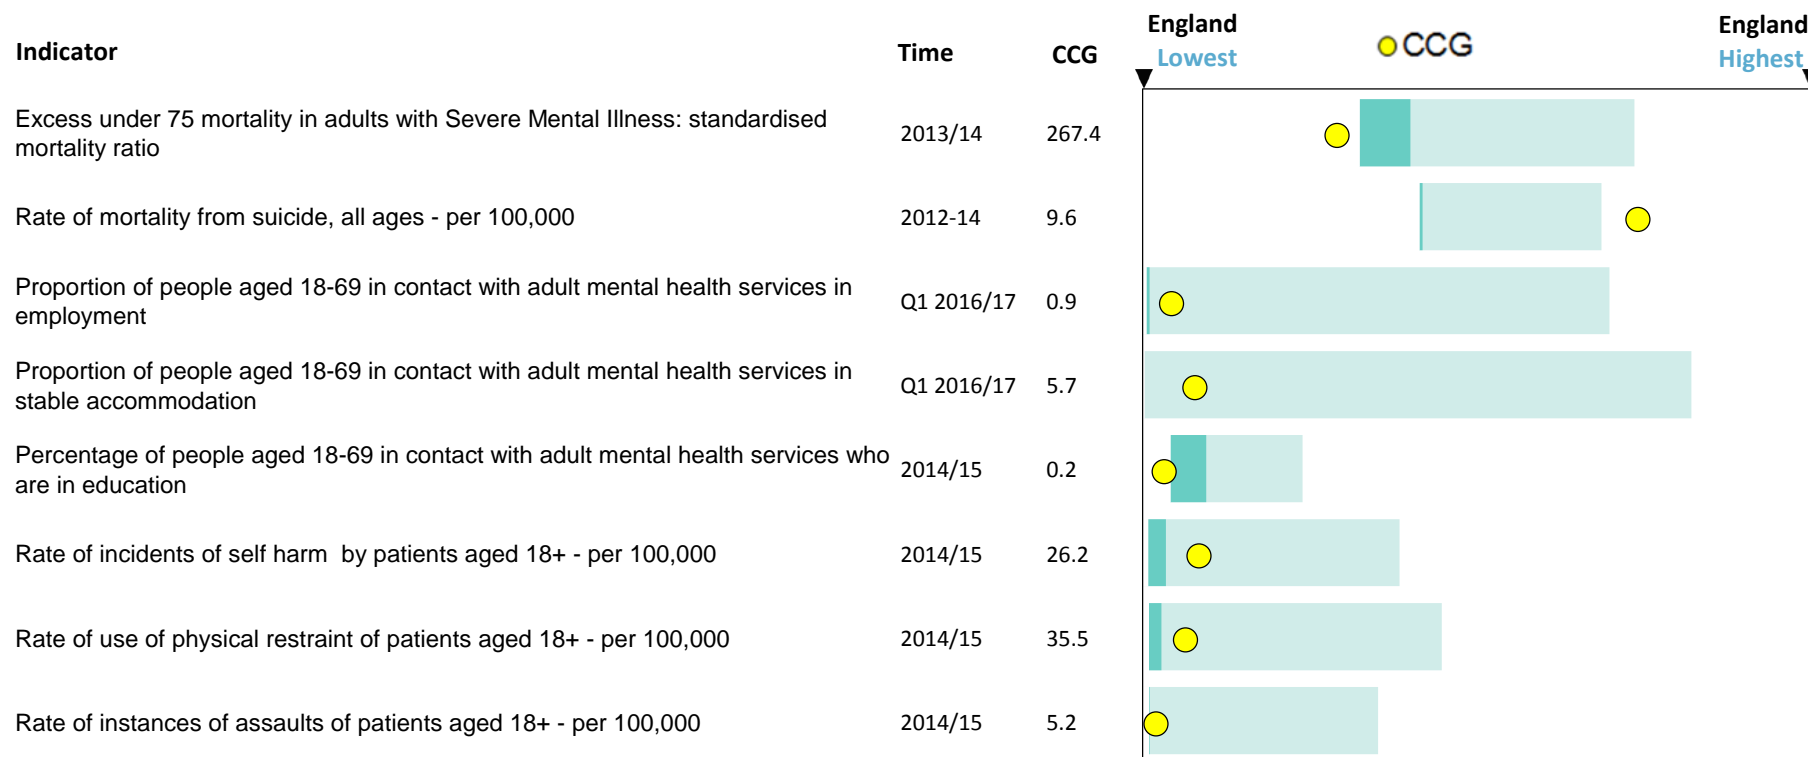 Indicator Time CCG England Lowest CCG England Highest
Excess under 75 mortality in adults with Severe Mental Illness: standardised
mortality ratio
2013/14 267.4
Rate of mortality from suicide, all ages - per 100,000 2012-14 9.6
Proportion of people aged 18-69 in contact with adult mental health services in
employment
Q1 2016/17 0.9
Proportion of people aged 18-69 in contact with adult mental health services in
stable accommodation
Q1 2016/17 5.7
Percentage of people aged 18-69 in contact with adult mental health services who
are in education
2014/15 0.2
Rate of incidents of self harm  by patients aged 18+ - per 100,000 2014/15 26.2
Rate of use of physical restraint of patients aged 18+ - per 100,000 2014/15 35.5
Rate of instances of assaults of patients aged 18+ - per 100,000 2014/15 5.2